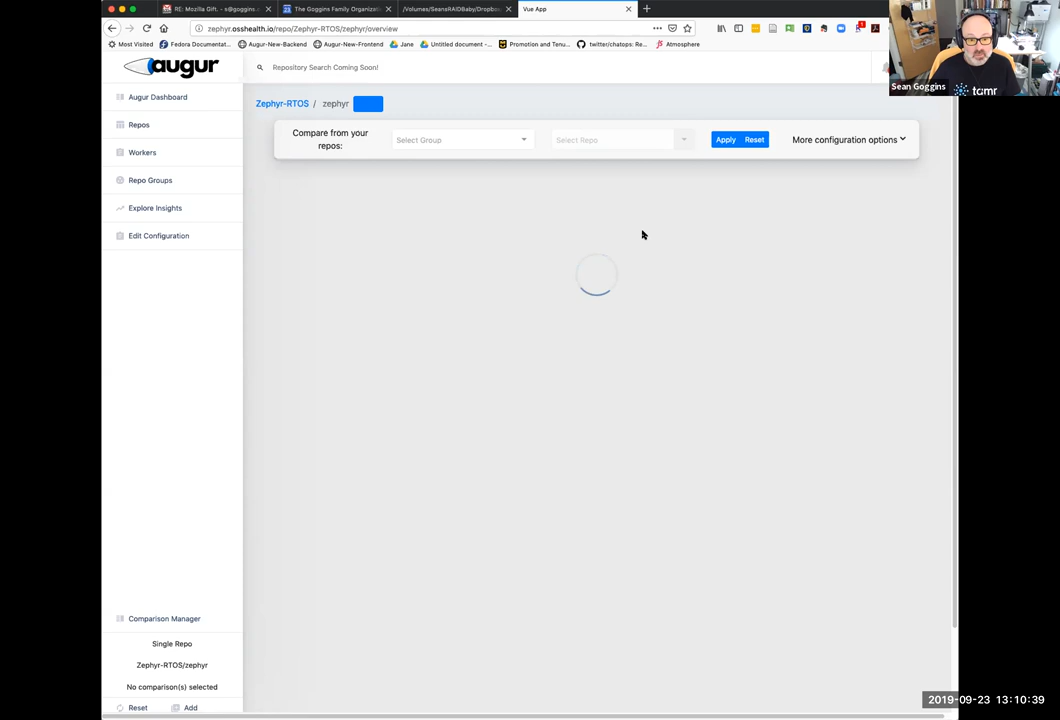 RE: Mozilla Gift. - s@goggins.
The Goggins Family Organizati
/Volumes/SeansRAIDBaby/Dropbo
Vue App
zephyr.osshealth.io/repo/Zephyr-RTOS/zephyr/overview
Most Visited
Fedora Documentat...
Augur-New-Backend
Augur-New-Frontend
Jane
Untitled document -...
Promotion and Tenu...
twitter/chatops: Re...
Atmosphere
augur
Repository Search Coming Soon!
Sean Goggins
tamr
Augur Dashboard
Repos
Workers
Repo Groups
Explore Insights
Edit Configuration
Zephyr-RTOS / zephyr
Compare from your
repos:
Select Group
Select Repo
Apply
Reset
More configuration options
Comparison Manager
Single Repo
Zephyr-RTOS/zephyr
No comparison(s) selected
Reset
Add
2019-09-23 13:10:39